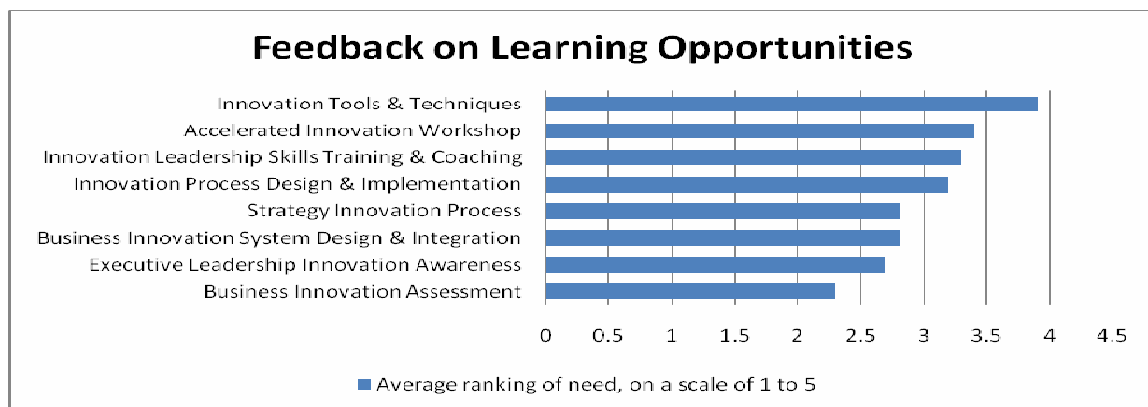 Feedback on Learning Opportunities
Innovation Tools & Techniques
Accelerated Innovation Workshop
Innovation Leadership Skills Training & Coaching
Innovation Process Design & Implementation
Strategy Innovation Process
Business Innovation System Design & Integration
Executive Leadership Innovation Awareness
Business Innovation Assessment
0 0.5 1 1.5 2 2.5 3 3.5 4 4.5
Average ranking of need, on a scale of 1 to 5